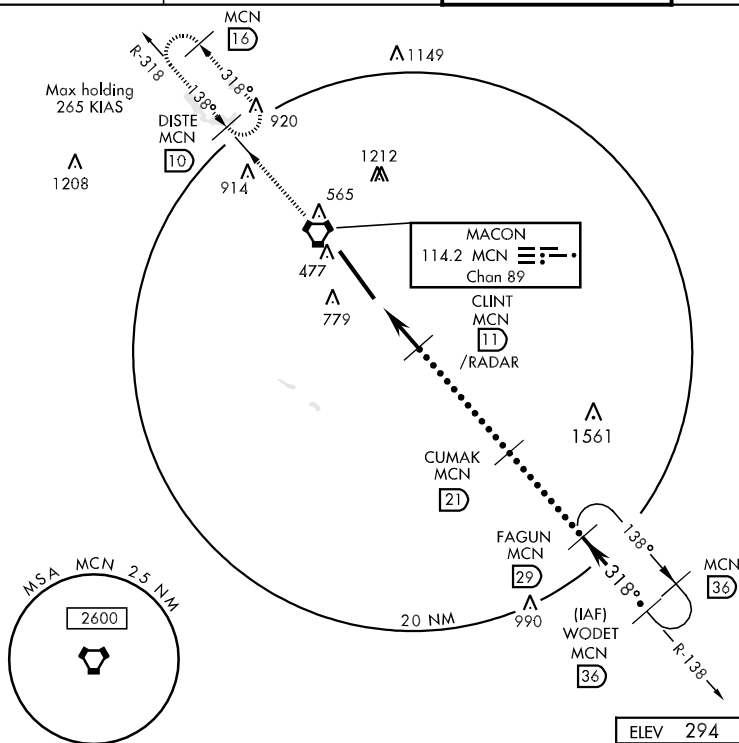 MCN
16
R-318
318°
138°
1149
Max holding
265 KIAS
DISTE
MCN
10
920
1208
914
1212
565
MACON
114.2 MCN
Chan 89
477
779
CLINT
MCN
11
/RADAR
1561
CUMAK
MCN
21
FAGUN
MCN
29
138°
318°
MCN
36
MSA MCN 25 NM
2600
20 NM
990
(IAF)
WODET
MCN
36
R-138
ELEV 294